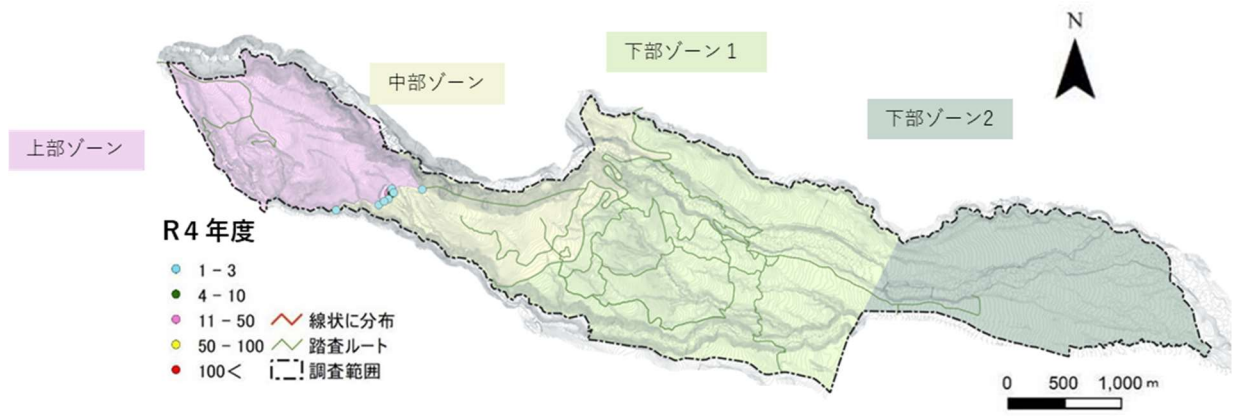 下部ゾーン 1
N
中部ゾーン
下部ゾーン2
上部ゾーン
R4年度
1 - 3
4 - 10
11 - 50
線状に分布
50 - 100
踏査ルート
100<
調査範囲
0 500 1,000 m